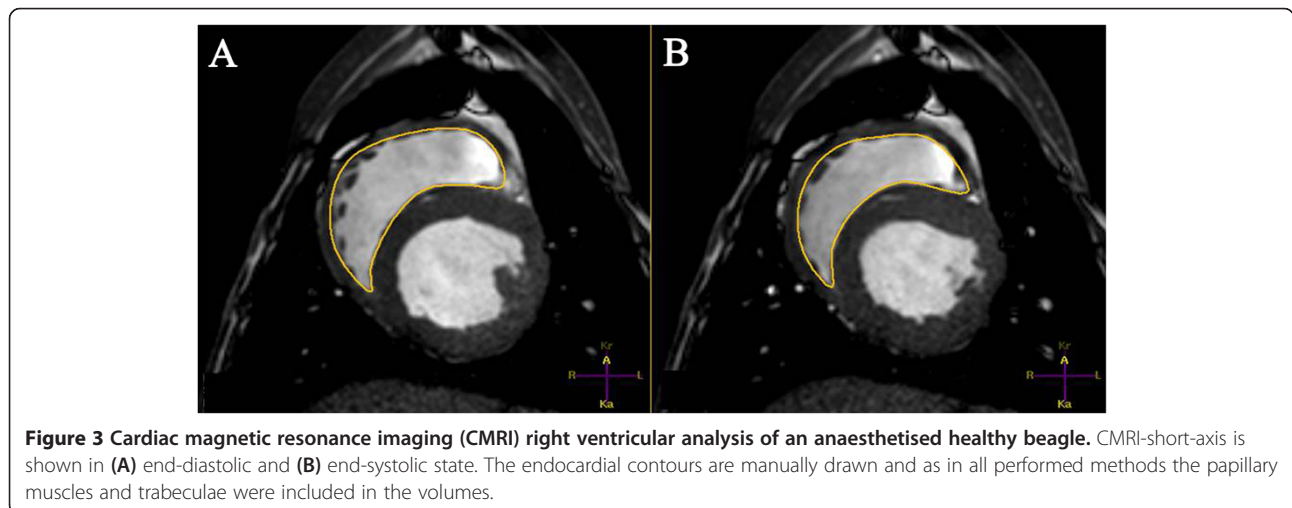 A
B
Kr
A
R L
Ka
Kr
A
R L
Ka
Figure 3 Cardiac magnetic resonance imaging (CMRI) right ventricular analysis of an anaesthetised healthy beagle. CMRI-short-axis is
shown in (A) end-diastolic and (B) end-systolic state. The endocardial contours are manually drawn and as in all performed methods the papillary
muscles and trabeculae were included in the volumes.